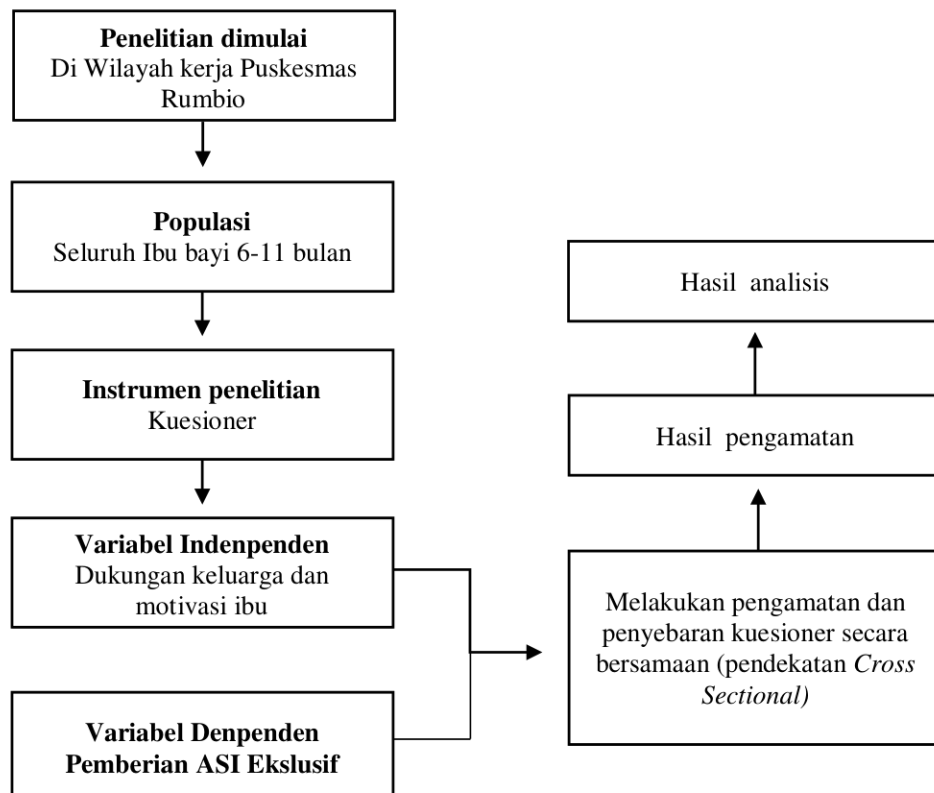 Penelitian dimulai
Di Wilayah kerja Puskesmas
Rumbio
Populasi
Seluruh Ibu bayi 6-11 bulan
Instrumen penelitian
Kuesioner
Variabel Indenpenden
Dukungan keluarga dan
motivasi ibu
Variabel Denpenden
Pemberian ASI Ekslusif
Melakukan pengamatan dan
penyebaran kuesioner secara
bersamaan (pendekatan Cross
Sectional)
Hasil pengamatan
Hasil analisis